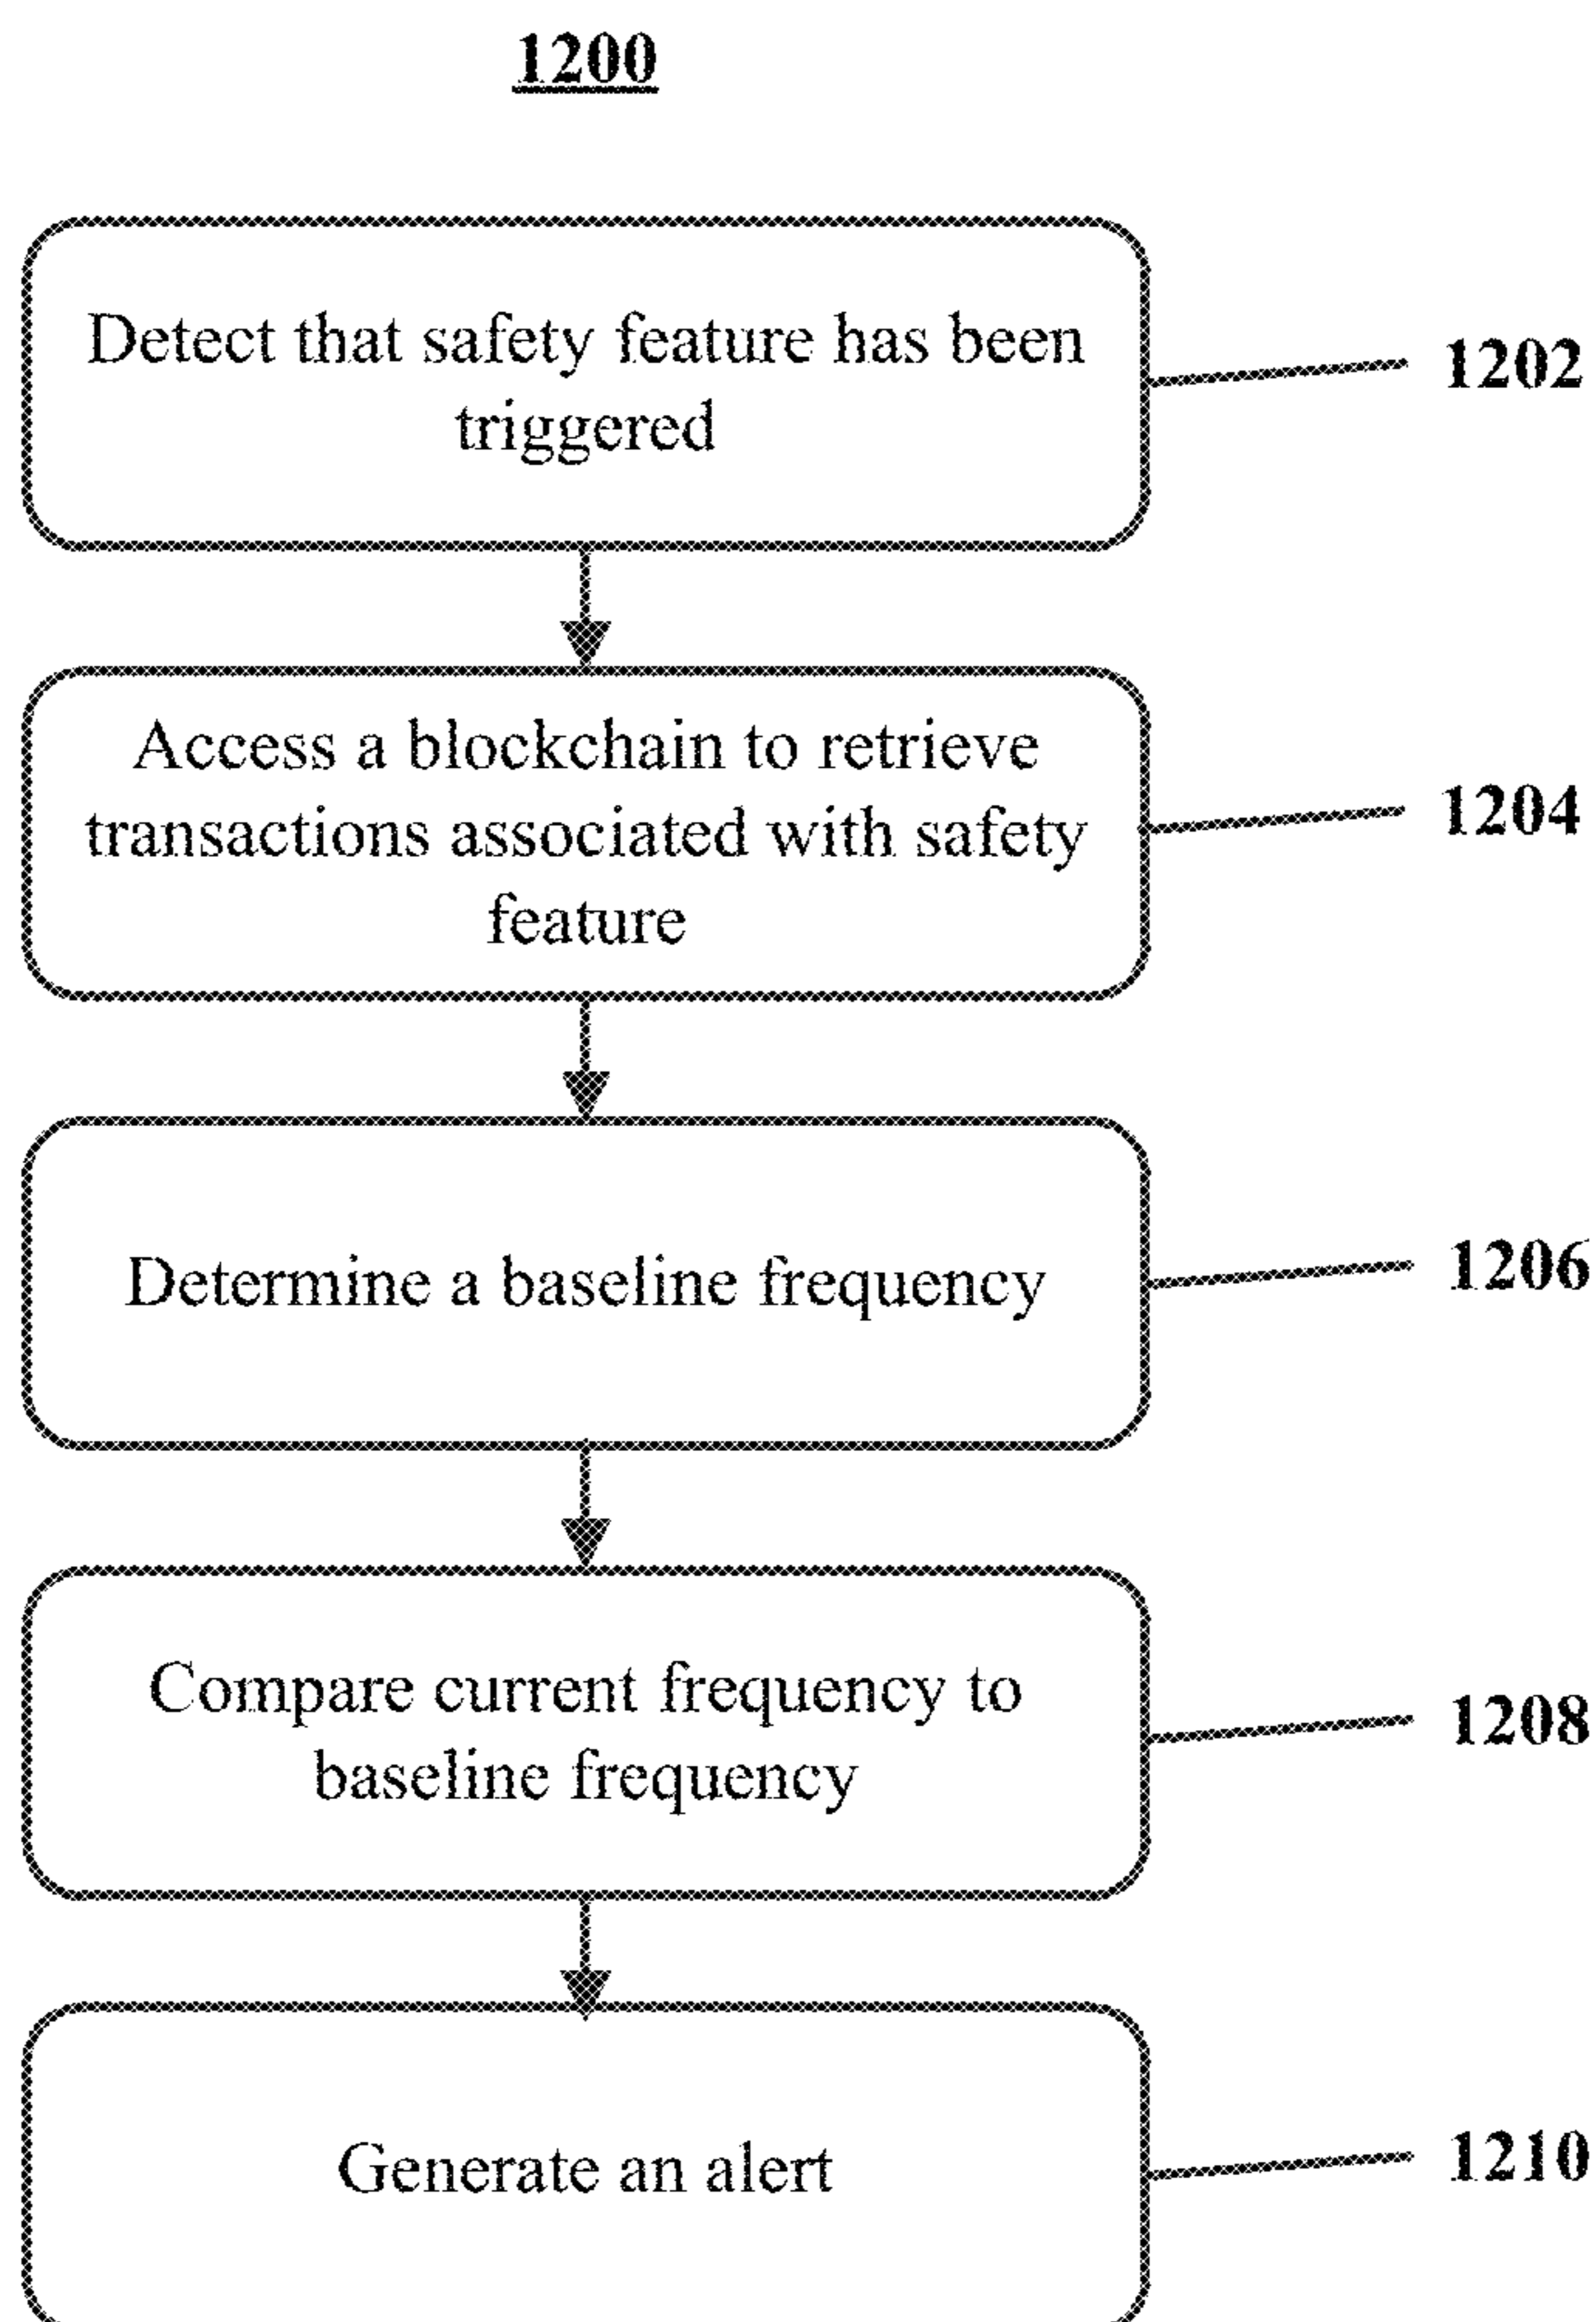 1200
Detect that safety feature has been
triggered
1202
Access a blockchain to retrieve
transactions associated with safety
feature
1204
Determine a baseline frequency
1206
Compare current frequency to
baseline frequency
1208
Generate an alert
1210